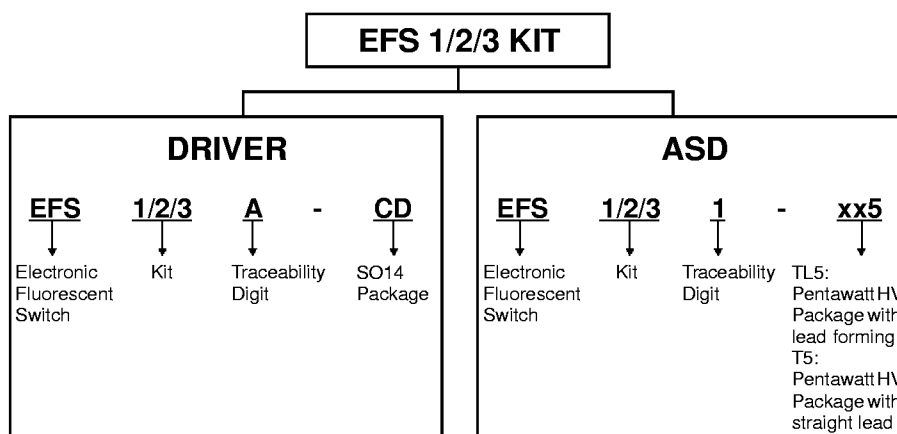 EFS 1/2/3 KIT
DRIVER
EFS 1/2/3 A - CD
Electronic
Fluorescent
Switch
Kit
Traceability
Digit
SO14
Package
ASD
EFS 1/2/3 1 - xx5
Electronic
Fluorescent
Switch
Kit
Traceability
Digit
TL5:
Pentawatt HV
Package with
lead forming
T5:
Pentawatt HV
Package with
straight lead